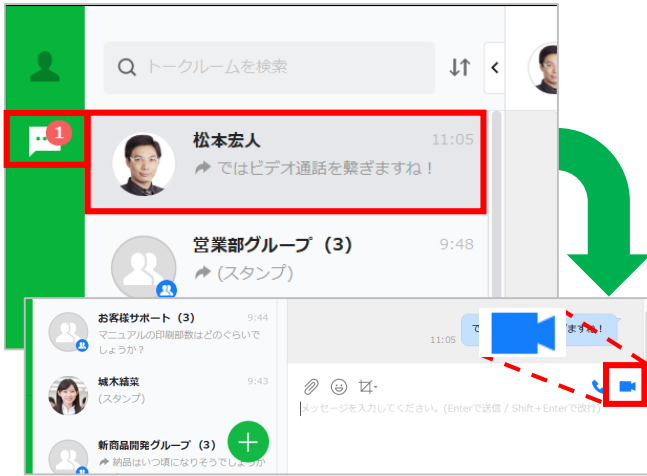 トークルームを検索
1
松本宏人 11:05
ではビデオ通話を繋ぎますね！
営業部グループ（3） 9:48
(スタンプ)
お客様サポート（3） 9:44
マニュアルの印刷部数はどのぐらいで
しょうか？
城木結菜 9:43
(スタンプ)
新商品開発グループ（3）
納品はいつ頃になりそうでしょうか
11:05
で ぎますね！
メッセージを入力してください。(Enterで送信 / Shift＋Enterで改行)